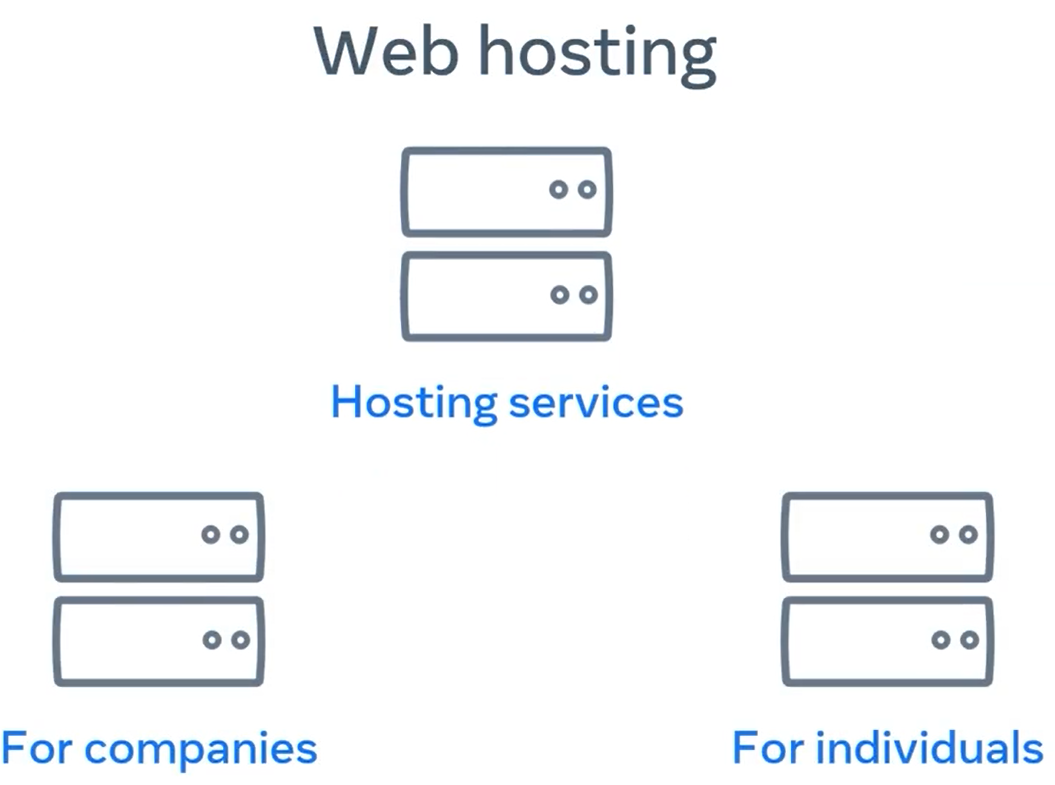 Web hosting
Hosting services
For companies
For individuals